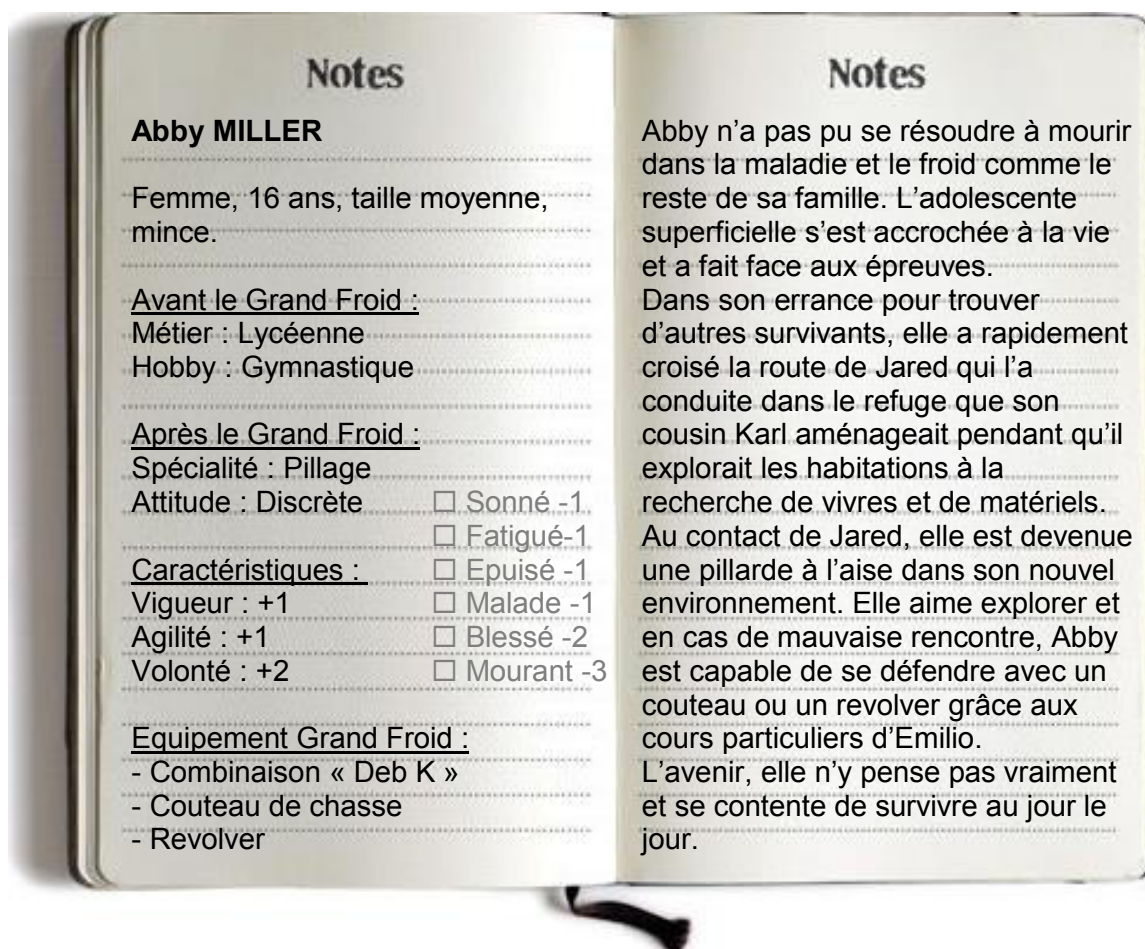 Notes
Abby MILLER
Femme, 16 ans, taille moyenne,
mince.
Avant le Grand Froid :
Métier : Lycéenne
Hobby : Gymnastique
Après le Grand Froid :
Spécialité : Pillage
Attitude : Discrète ☐ Sonné -1
☐ Fatigué-1
Caractéristiques : ☐ Epuisé -1
Vigueur : +1 ☐ Malade -1
Agilité : +1 ☐ Blessé -2
Volonté : +2 ☐ Mourant -3
Equipement Grand Froid :
- Combinaison « Deb K »
- Couteau de chasse
- Revolver
Notes
Abby n’a pas pu se résoudre à mourir
dans la maladie et le froid comme le
reste de sa famille. L’adolescente
superficielle s’est accrochée à la vie
et a fait face aux épreuves.
Dans son errance pour trouver
d’autres survivants, elle a rapidement
croisé la route de Jared qui l’a
conduite dans le refuge que son
cousin Karl aménageait pendant qu’il
explorait les habitations à la
recherche de vivres et de matériels.
Au contact de Jared, elle est devenue
une pillarde à l’aise dans son nouvel
environnement. Elle aime explorer et
en cas de mauvaise rencontre, Abby
est capable de se défendre avec un
couteau ou un revolver grâce aux
cours particuliers d’Emilio.
L’avenir, elle n’y pense pas vraiment
et se contente de survivre au jour le
jour.